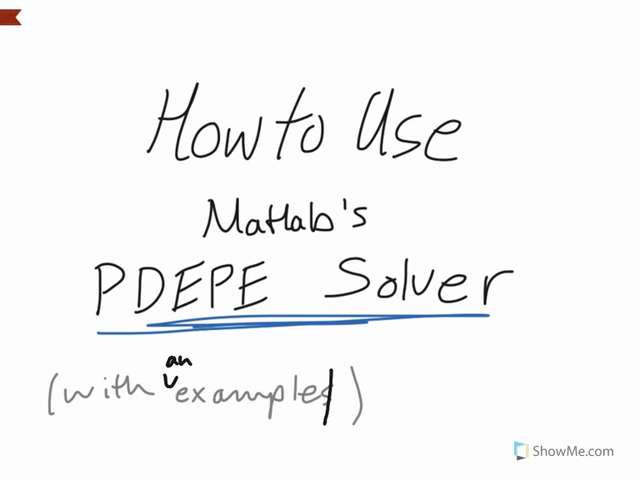 How to Use
Matlab's
PDEPE Solver
(with an example)
ShowMe.com